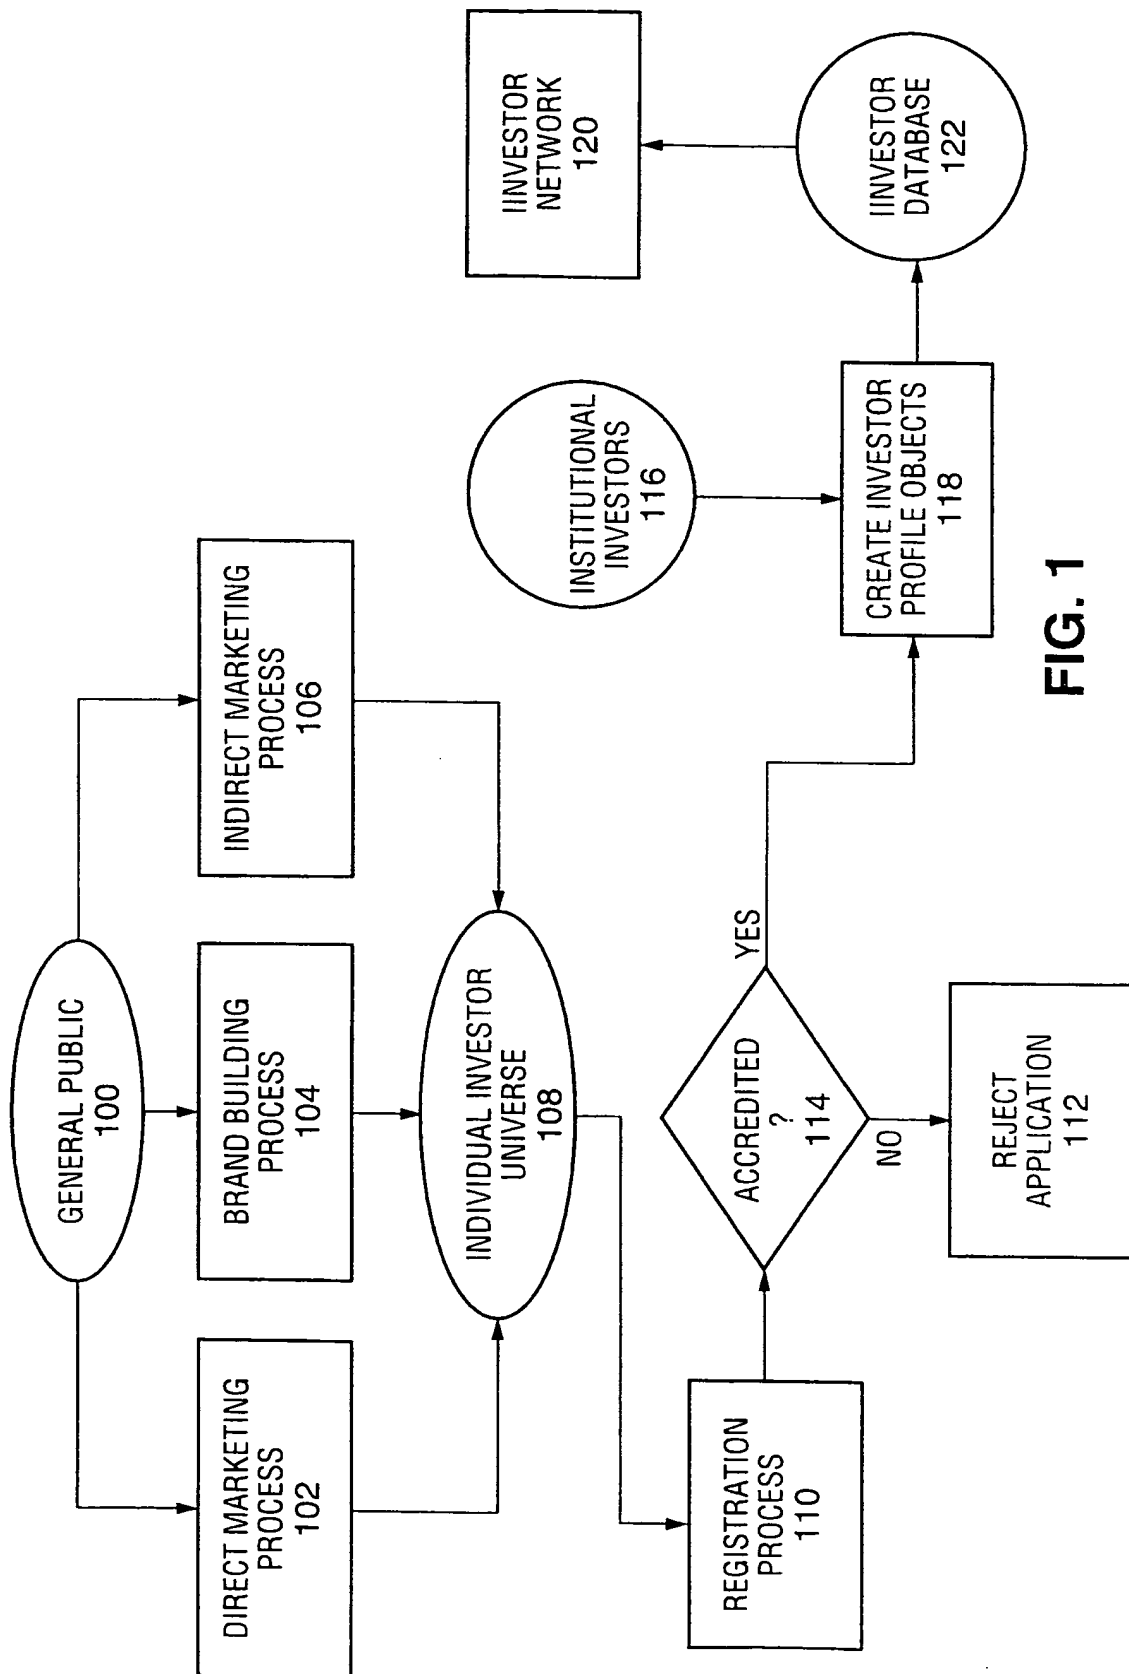 GENERAL PUBLIC
100
DIRECT MARKETING
PROCESS
102
BRAND BUILDING
PROCESS
104
INDIRECT MARKETING
PROCESS
106
INDIVIDUAL INVESTOR
UNIVERSE
108
REGISTRATION
PROCESS
110
ACCREDITED
?
114
YES
NO
REJECT
APPLICATION
112
INSTITUTIONAL
INVESTORS
116
CREATE INVESTOR
PROFILE OBJECTS
118
IINVESTOR
NETWORK
120
IINVESTOR
DATABASE
122
FIG. 1